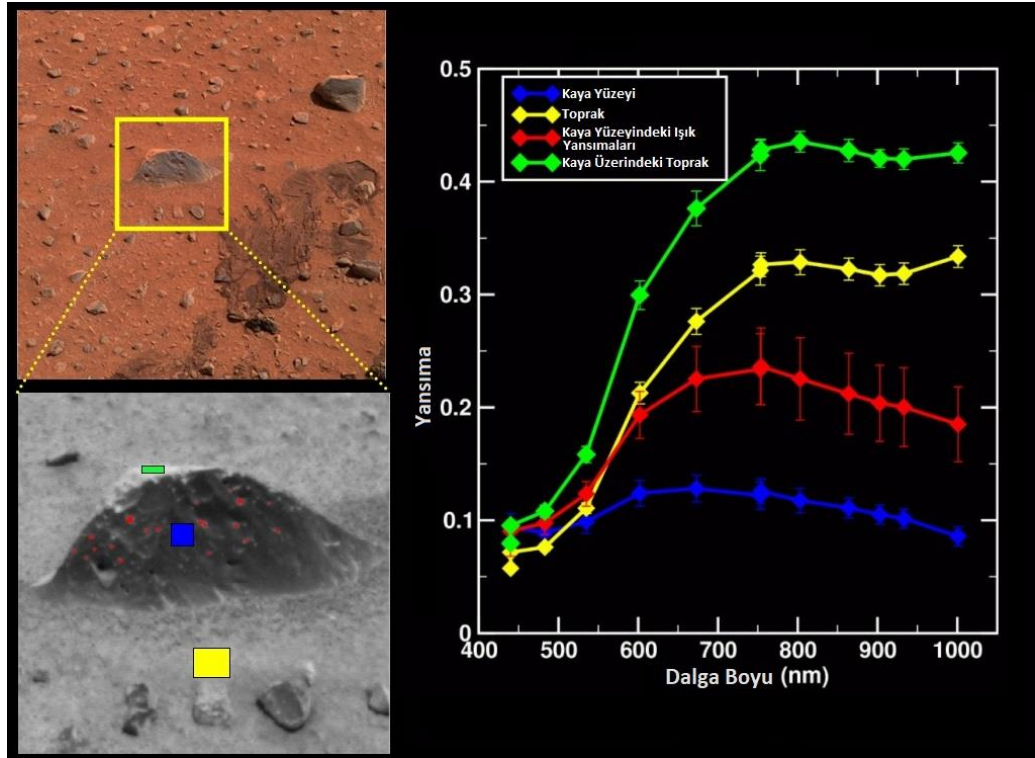 0.5
0.4
0.3
0.2
0.1
0
Yansıma
Kaya Yüzeyi
Toprak
Kaya Yüzeyindeki Işık
Yansımaları
Kaya Üzerindeki Toprak
400 500 600 700 800 900 1000
Dalga Boyu (nm)